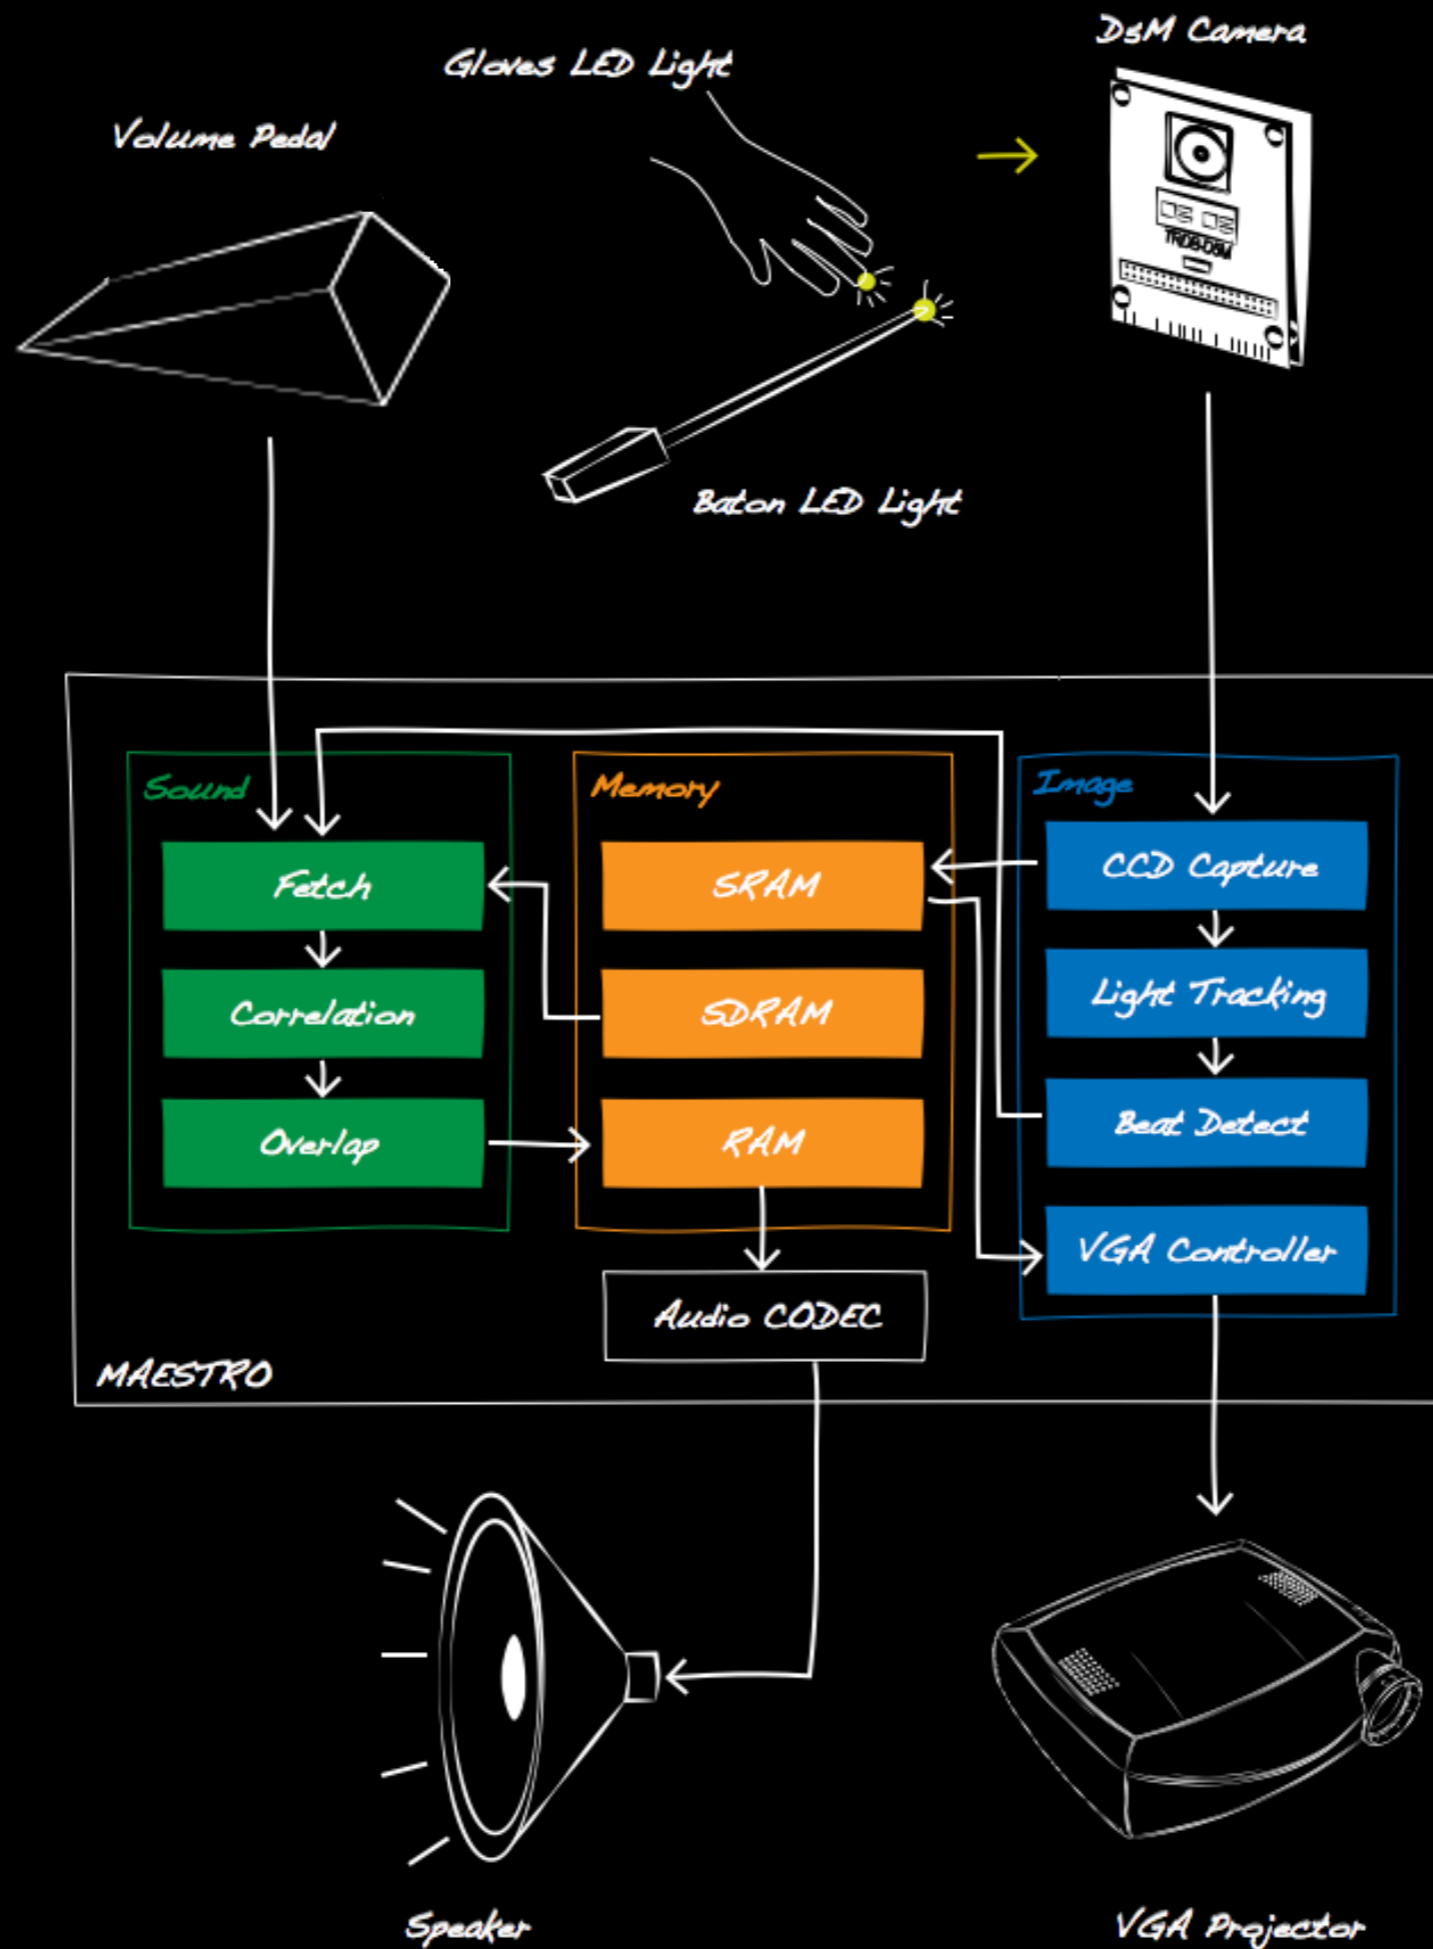 D5M Camera
Gloves LED Light
Volume Pedal
TRDB-D5M
Baton LED Light
Sound
Memory
Image
Fetch
SRAM
CCD Capture
Correlation
SDRAM
Light Tracking
Overlap
RAM
Beat Detect
VGA Controller
Audio CODEC
MAESTRO
Speaker
VGA Projector